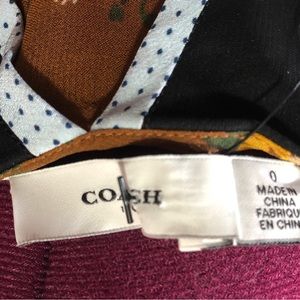 COACH
0
MADE IN
CHINA
FABRIQUÉ
EN CHINE